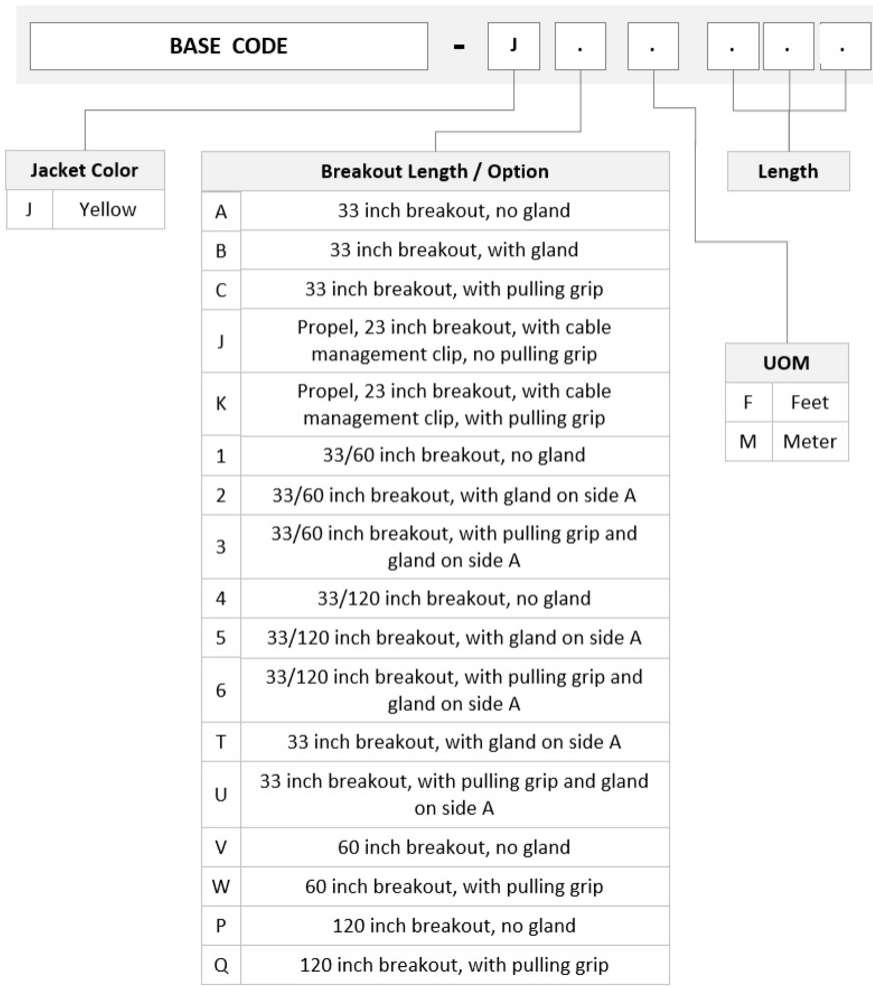 BASE CODE - J . . . . .
Jacket Color
J Yellow
Breakout Length / Option
A 33 inch breakout, no gland
B 33 inch breakout, with gland
C 33 inch breakout, with pulling grip
J Propel, 23 inch breakout, with cable
management clip, no pulling grip
K Propel, 23 inch breakout, with cable
management clip, with pulling grip
1 33/60 inch breakout, no gland
2 33/60 inch breakout, with gland on side A
3 33/60 inch breakout, with pulling grip and
gland on side A
4 33/120 inch breakout, no gland
5 33/120 inch breakout, with gland on side A
6 33/120 inch breakout, with pulling grip and
gland on side A
T 33 inch breakout, with gland on side A
U 33 inch breakout, with pulling grip and gland
on side A
V 60 inch breakout, no gland
W 60 inch breakout, with pulling grip
P 120 inch breakout, no gland
Q 120 inch breakout, with pulling grip
Length
UOM
F Feet
M Meter